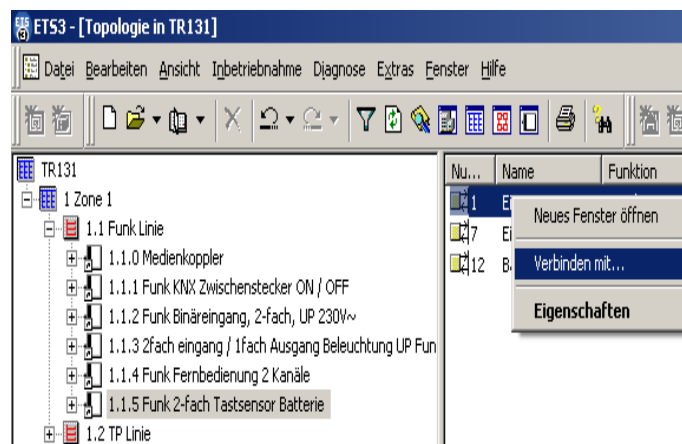 ETS3 - [Topologie in TR131]
Datei Bearbeiten Ansicht Inbetriebnahme Diagnose Extras Fenster Hilfe
TR131
1 Zone 1
1.1 Funk Linie
1.1.0 Medienkoppler
1.1.1 Funk KNX Zwischenstecker ON / OFF
1.1.2 Funk Binäreingang, 2-fach, UP 230V~
1.1.3 2fach eingang / 1fach Ausgang Beleuchtung UP Fun
1.1.4 Funk Fernbedienung 2 Kanäle
1.1.5 Funk 2-fach Tastsensor Batterie
1.2 TP Linie
Nu... Name Funktion
1
7 Ei
12 B
Neues Fenster öffnen
Verbinden mit...
Eigenschaften